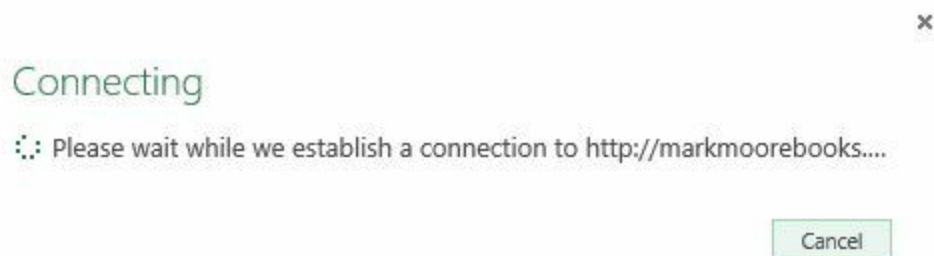 Connecting
Please wait while we establish a connection to http://markmoorebooks....
Cancel